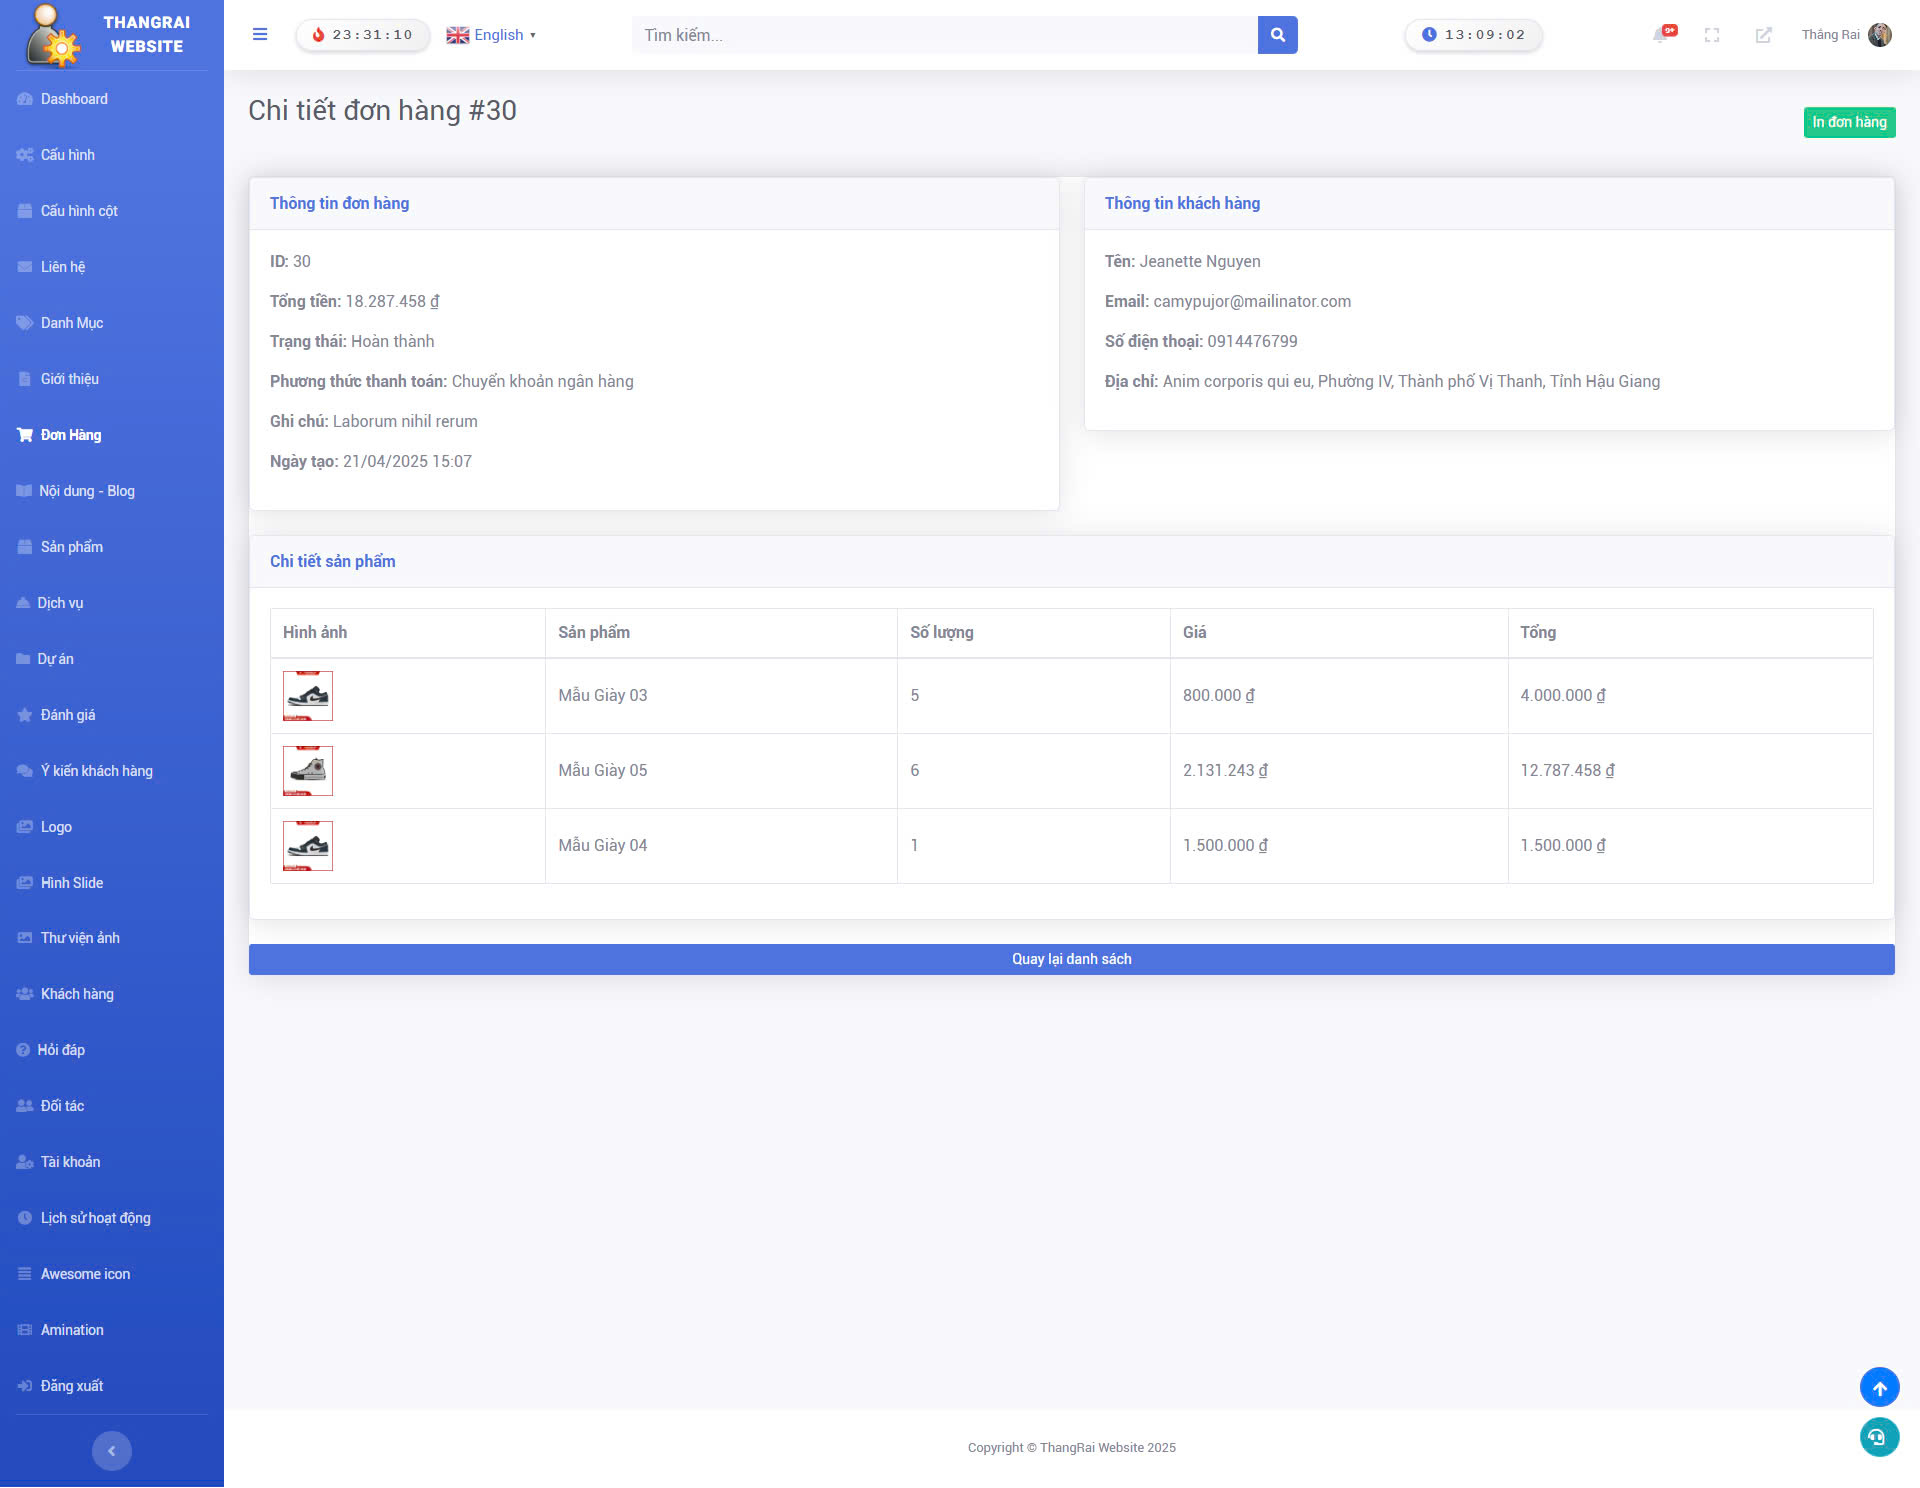 THANGRAI
WEBSITE
23:31:10
English
Tìm kiếm...
13:09:02
9+
Thắng Rai
Dashboard
Cấu hình
Cấu hình cột
Liên hệ
Danh Mục
Giới thiệu
Đơn Hàng
Nội dung - Blog
Sản phẩm
Dịch vụ
Dự án
Đánh giá
Ý kiến khách hàng
Logo
Hình Slide
Thư viện ảnh
Khách hàng
Hỏi đáp
Đối tác
Tài khoản
Lịch sử hoạt động
Awesome icon
Amination
Đăng xuất
Chi tiết đơn hàng #30
In đơn hàng
Thông tin đơn hàng
ID: 30
Tổng tiền: 18.287.458 ₫
Trạng thái: Hoàn thành
Phương thức thanh toán: Chuyển khoản ngân hàng
Ghi chú: Laborum nihil rerum
Ngày tạo: 21/04/2025 15:07
Thông tin khách hàng
Tên: Jeanette Nguyen
Email: camypujor@mailinator.com
Số điện thoại: 0914476799
Địa chỉ: Anim corporis qui eu, Phường IV, Thành phố Vị Thanh, Tỉnh Hậu Giang
Chi tiết sản phẩm
Hình ảnh Sản phẩm Số lượng Giá Tổng
Mẫu Giày 03 5 800.000 ₫ 4.000.000 ₫
Mẫu Giày 05 6 2.131.243 ₫ 12.787.458 ₫
Mẫu Giày 04 1 1.500.000 ₫ 1.500.000 ₫
Quay lại danh sách
Copyright © ThangRai Website 2025